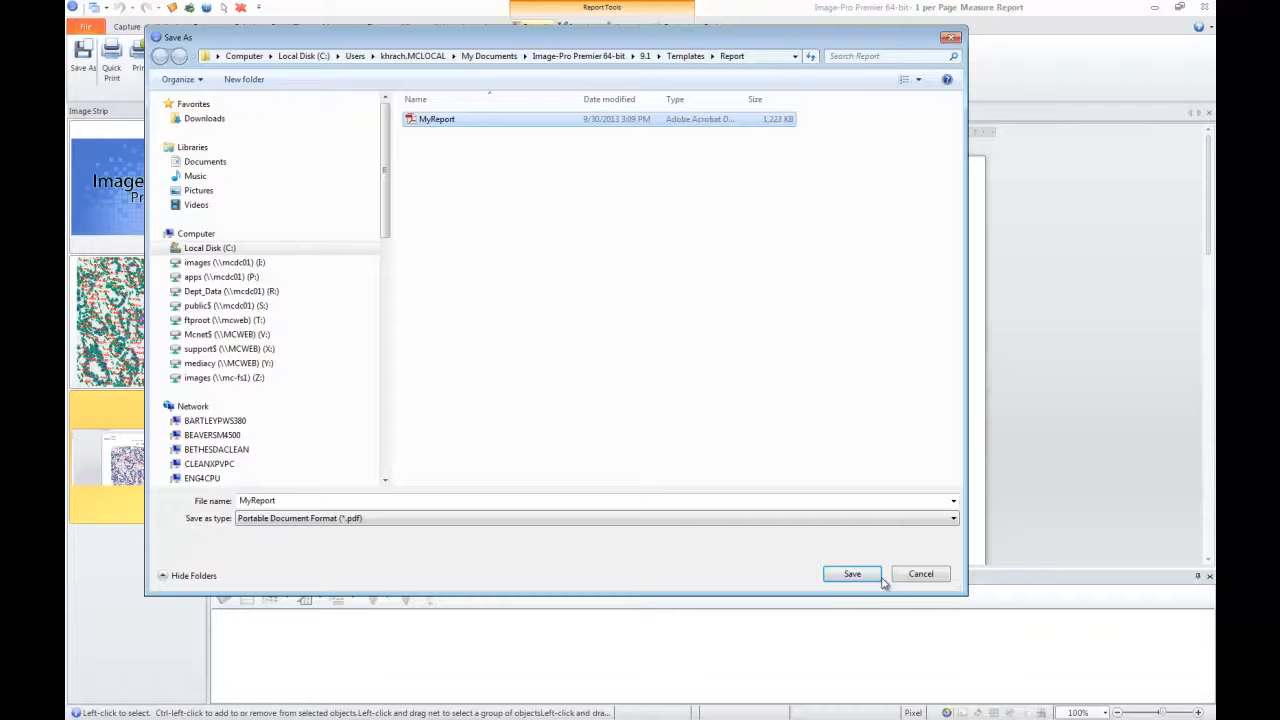 Report Tools
Image-Pro Premier 64-bit - 1 per Page Measure Report
File
Capture
Save As
Computer
Local Disk (C:)
Users
khrach.MCLOCAL
My Documents
Image-Pro Premier 64-bit
9.1
Templates
Report
Search Report
Organize
New folder
Save As
Quick
Print
Image Strip
Favorites
Downloads
Libraries
Documents
Music
Pictures
Videos
Computer
Local Disk (C:)
images (\\mcdc01) (I:)
apps (\\mcdc01) (P:)
Dept_Data (\\mcdc01) (R:)
public$ (\\mcdc01) (S:)
ftproot (\\mcweb) (T:)
Mcnet$ (\\MCWEB) (V:)
support$ (\\MCWEB) (X:)
mediacy (\\MCWEB) (Y:)
images (\\mc-fs1) (Z:)
Network
BARTLEYPWS380
BEAVERSM4500
BETHESDACLEAN
CLEANXPVPC
ENG4CPU
Name Date modified Type Size
MyReport 9/30/2013 3:09 PM Adobe Acrobat D... 1,223 KB
File name: MyReport
Save as type: Portable Document Format (*.pdf)
Hide Folders
Save
Cancel
Left-click to select. Ctrl-left-click to add to or remove from selected objects.Left-click and drag net to select a group of objectsLeft-click and dra...
Pixel
100%